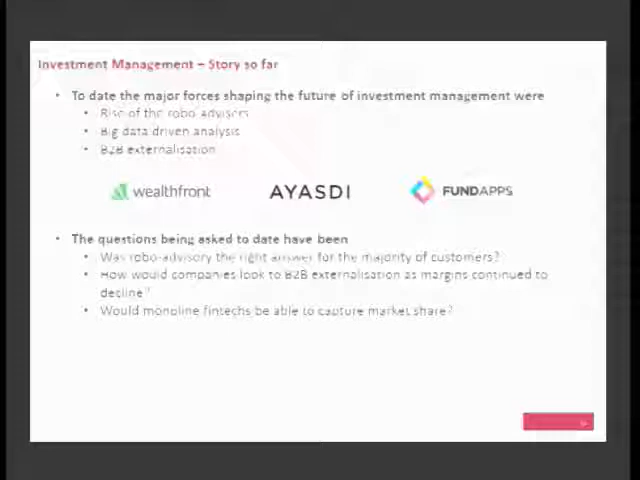 Investment Management – Story so far
• To date the major forces shaping the future of investment management were
• Rise of the robo advisers
• Big data driven analysis
• B2B externalisation
wealthfront AYASDI FUNDAPPS
• The questions being asked to date have been
• Was robo-advisory the right answer for the majority of customers?
• How would companies look to B2B externalisation as margins continued to
decline?
• Would monoline fintechs be able to capture market share?